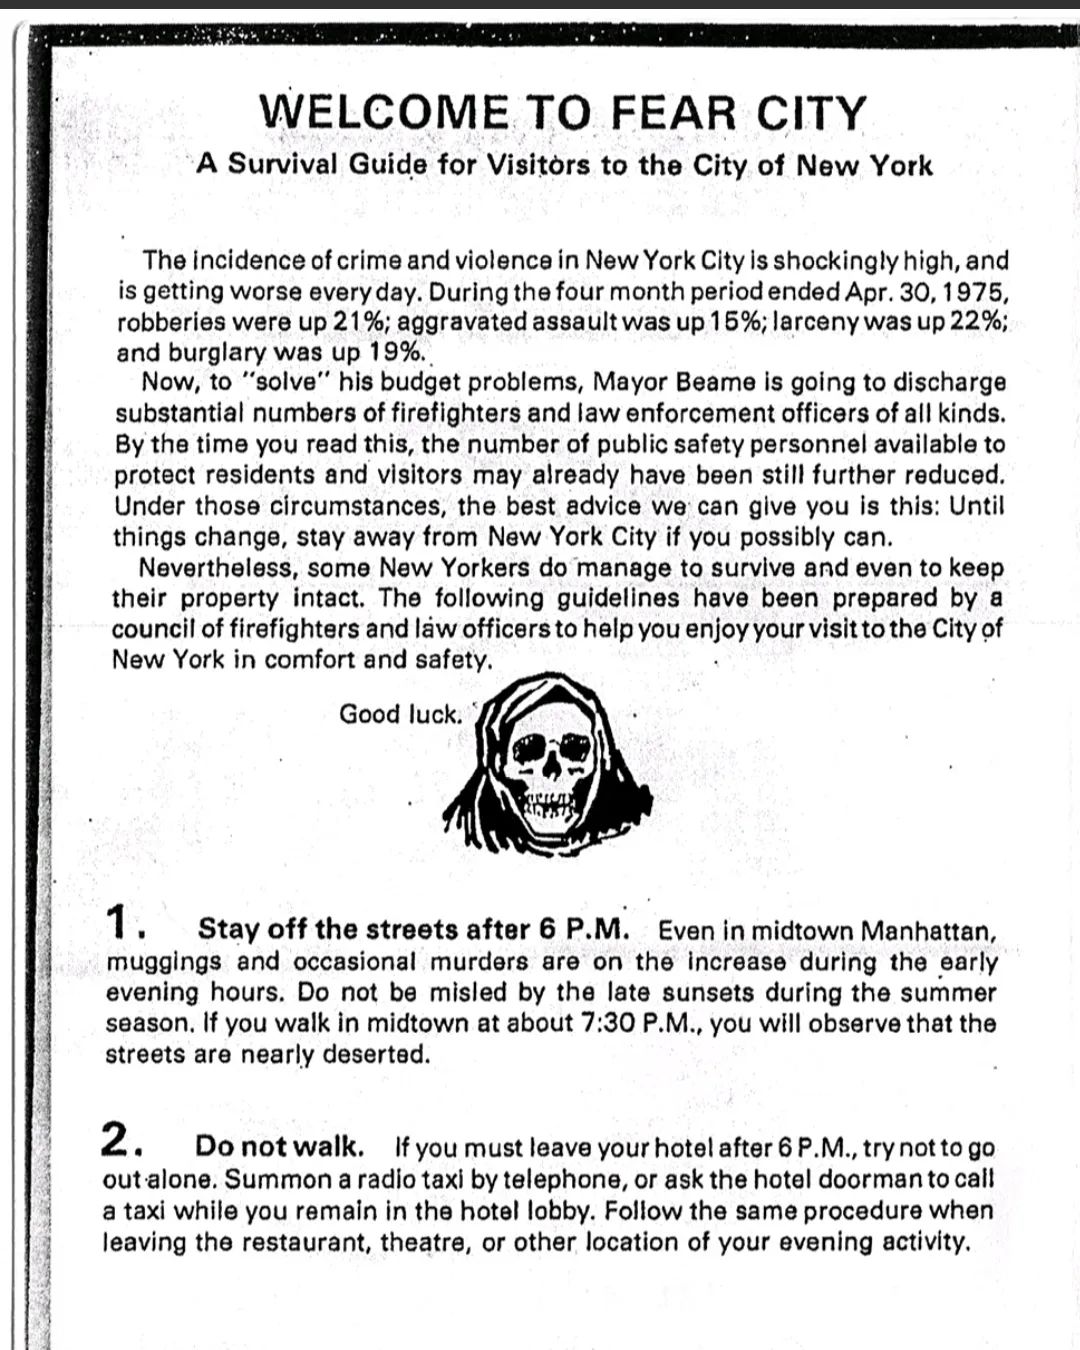 WELCOME TO FEAR CITY
A Survival Guide for Visitors to the City of New York
The incidence of crime and violence in New York City is shockingly high, and
is getting worse every day. During the four month period ended Apr. 30, 1975,
robberies were up 21%; aggravated assault was up 15%; larceny was up 22%;
and burglary was up 19%.
Now, to "solve" his budget problems, Mayor Beame is going to discharge
substantial numbers of firefighters and law enforcement officers of all kinds.
By the time you read this, the number of public safety personnel available to
protect residents and visitors may already have been still further reduced.
Under those circumstances, the best advice we can give you is this: Until
things change, stay away from New York City if you possibly can.
Nevertheless, some New Yorkers do manage to survive and even to keep
their property intact. The following guidelines have been prepared by a
council of firefighters and law officers to help you enjoy your visit to the City of
New York in comfort and safety.
Good luck.
1. Stay off the streets after 6 P.M. Even in midtown Manhattan,
muggings and occasional murders are on the increase during the early
evening hours. Do not be misled by the late sunsets during the summer
season. If you walk in midtown at about 7:30 P.M., you will observe that the
streets are nearly deserted.
2. Do not walk. If you must leave your hotel after 6 P.M., try not to go
out alone. Summon a radio taxi by telephone, or ask the hotel doorman to call
a taxi while you remain in the hotel lobby. Follow the same procedure when
leaving the restaurant, theatre, or other location of your evening activity.